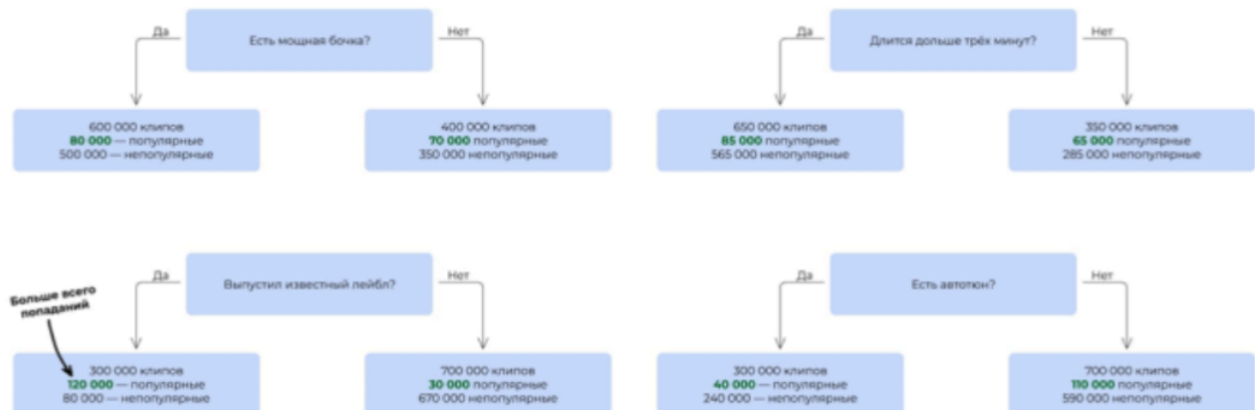 Есть мощная бочка?
Да
Нет
600 000 клипов
80 000 — популярные
500 000 — непопулярные
400 000 клипов
70 000 популярные
350 000 непопулярные
Длится дольше трёх минут?
Да
Нет
650 000 клипов
85 000 популярные
565 000 непопулярные
350 000 клипов
65 000 популярные
285 000 непопулярные
Выпустил известный лейбл?
Да
Нет
Больше всего
попаданий
300 000 клипов
120 000 — популярные
80 000 — непопулярные
700 000 клипов
30 000 популярные
670 000 непопулярные
Есть автотюн?
Да
Нет
300 000 клипов
40 000 — популярные
240 000 — непопулярные
700 000 клипов
110 000 популярные
590 000 непопулярные